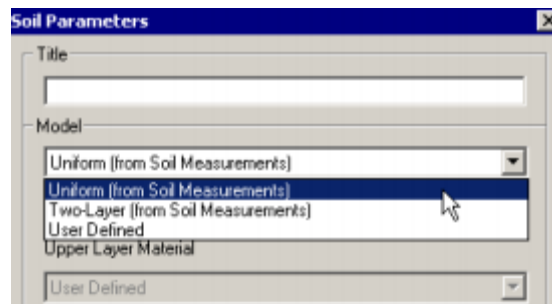 Soil Parameters
Title
Model
Uniform (from Soil Measurements)
Uniform (from Soil Measurements)
Two-Layer (from Soil Measurements)
User Defined
Upper Layer Material
User Defined